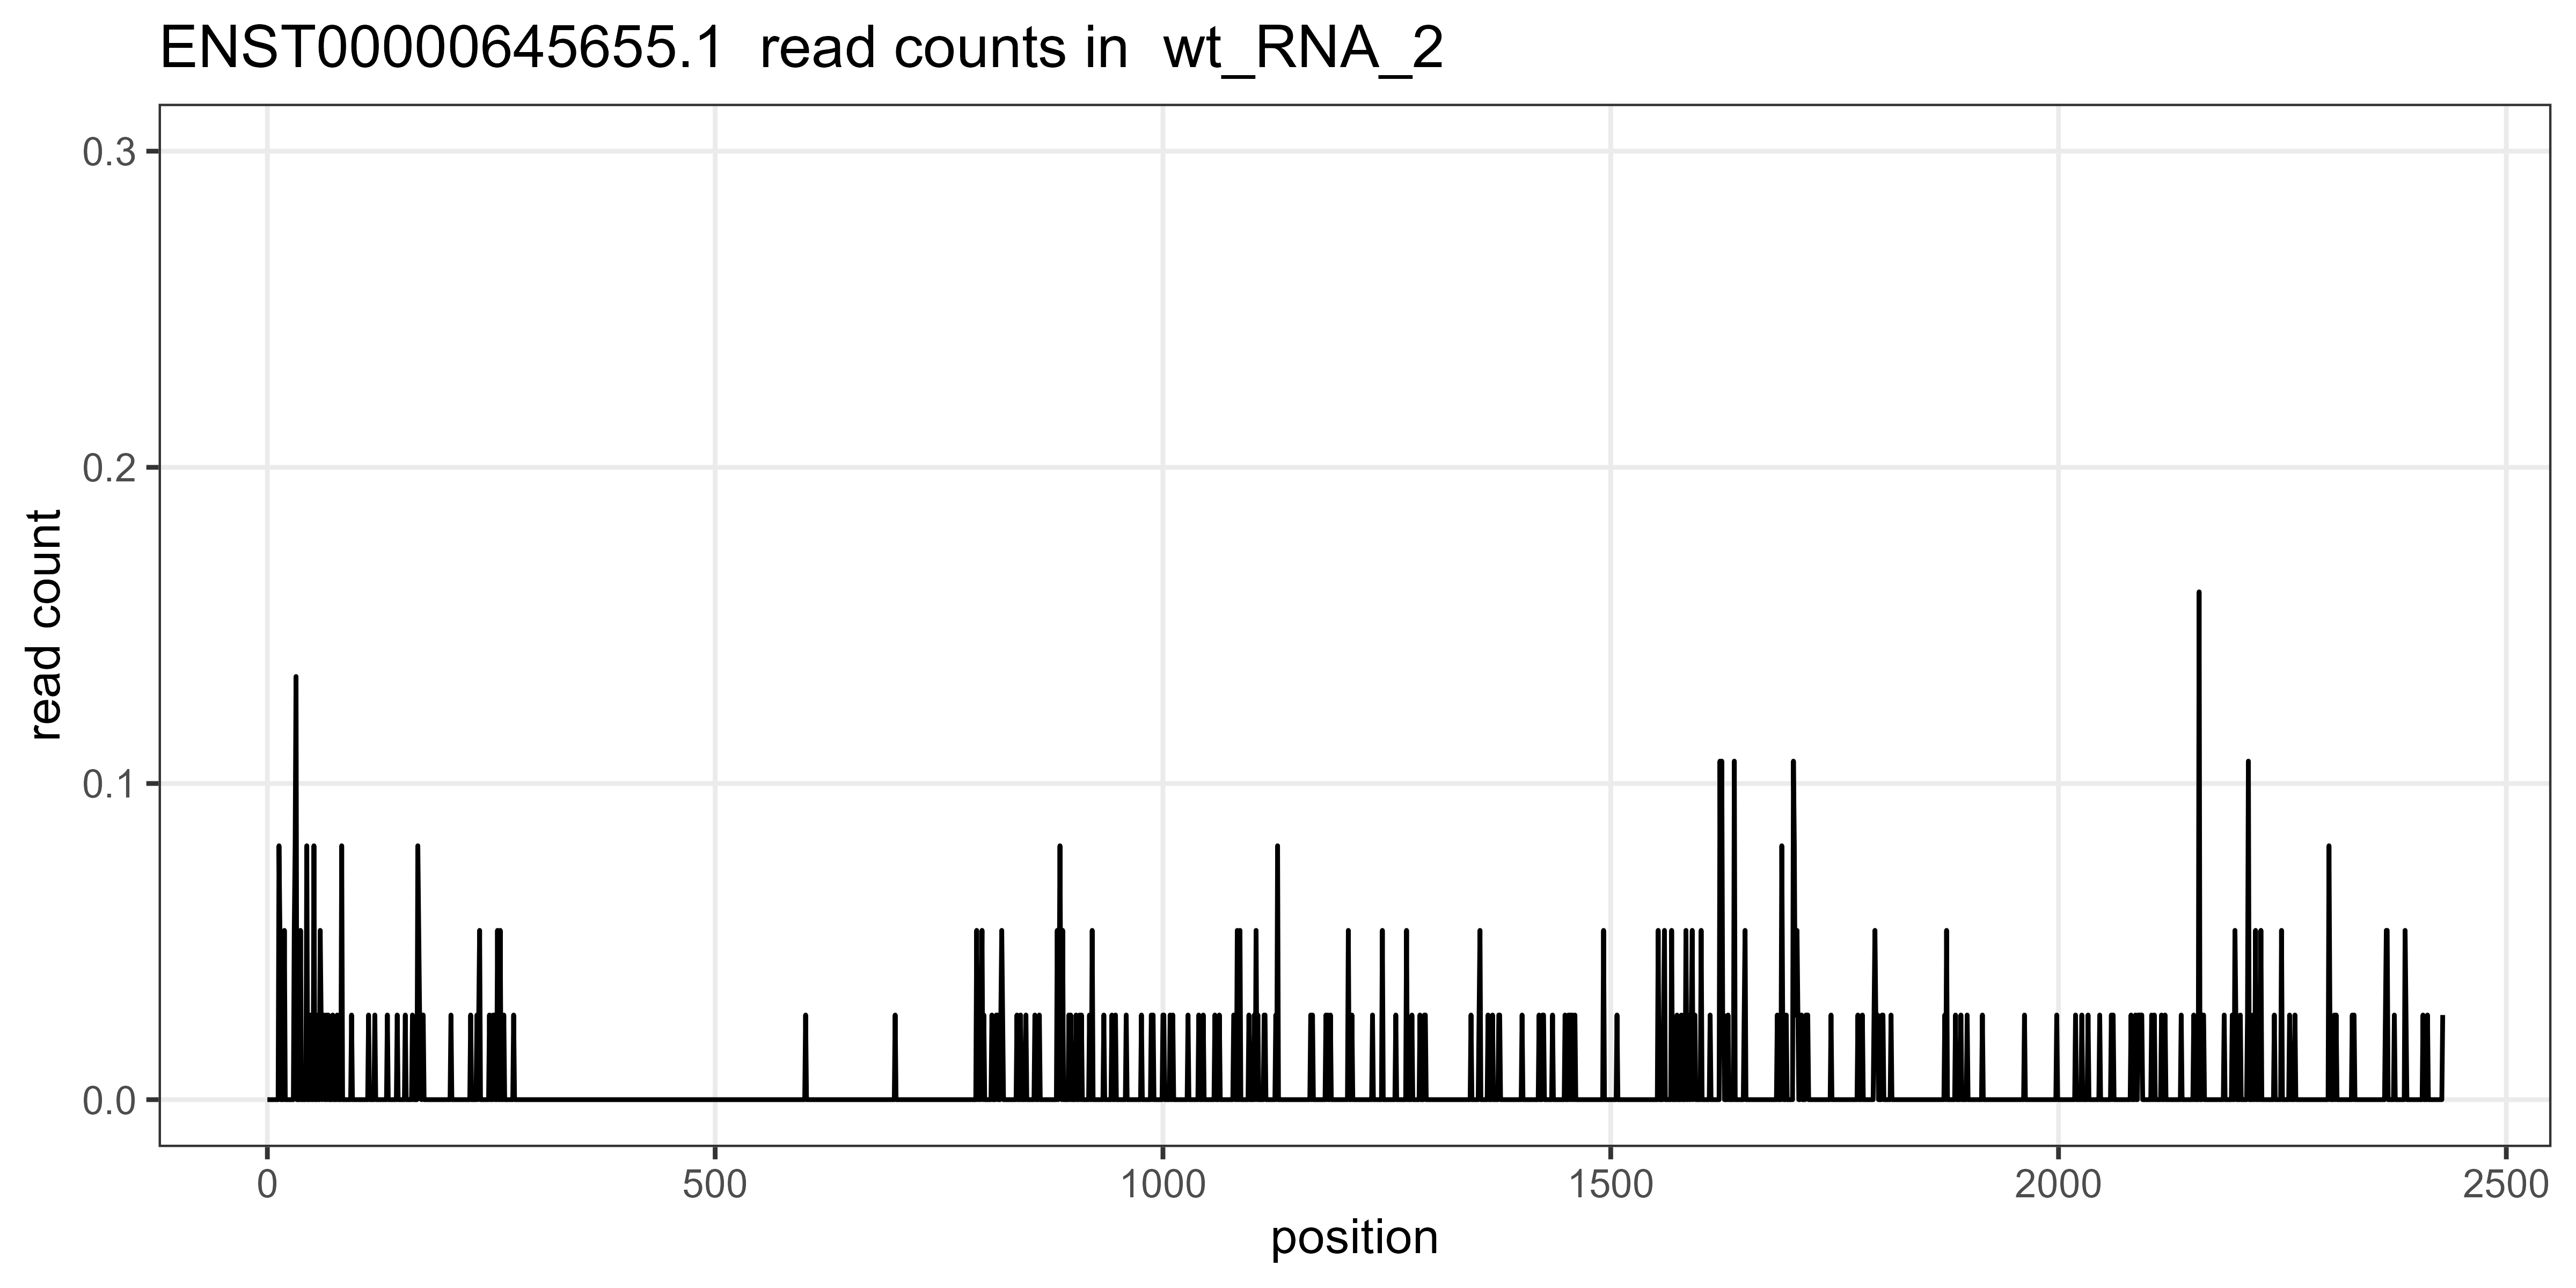 ENST00000645655.1  read counts in  wt_RNA_2
0.3
0.2
0.1
0.0
read count
0 500 1000 1500 2000 2500
position